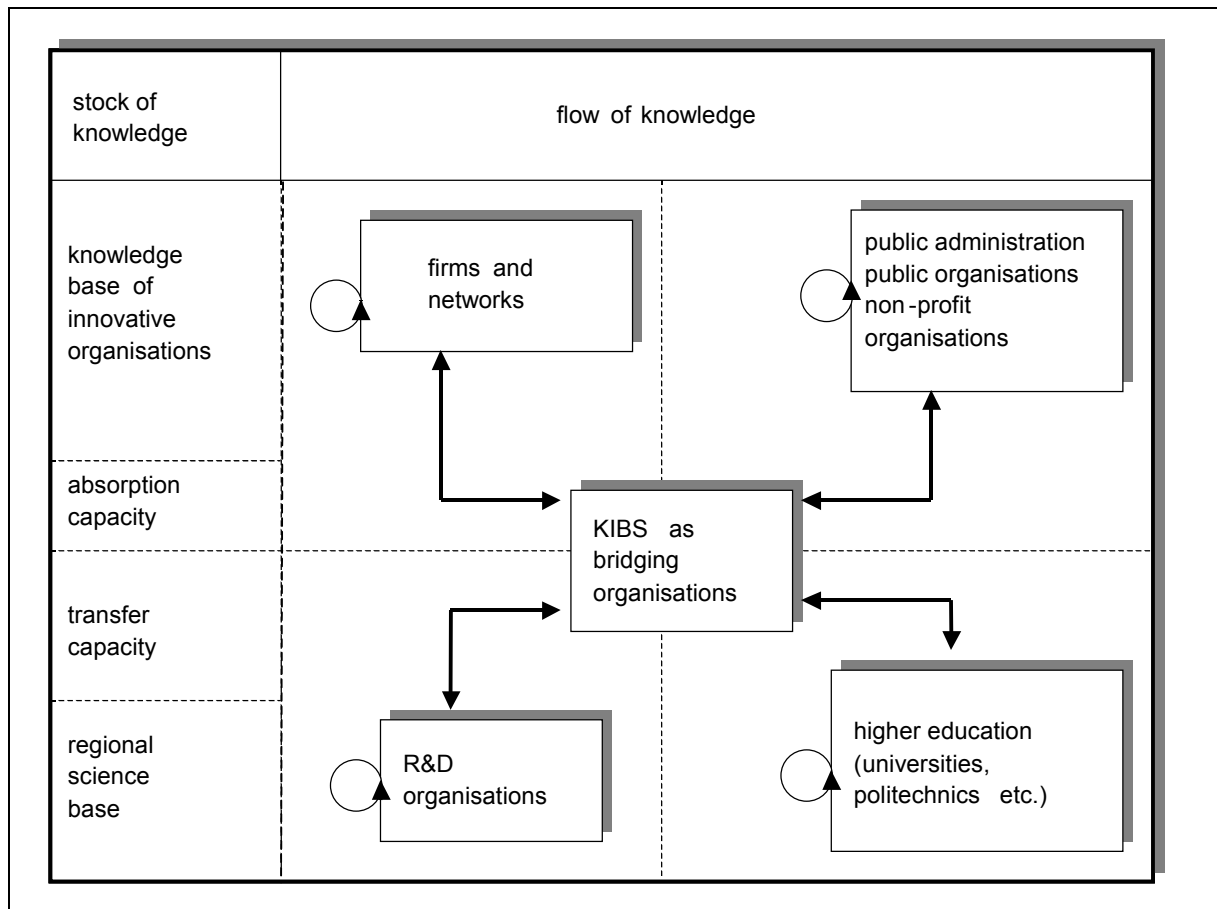 stock of
knowledge
flow of knowledge
knowledge
base of
innovative
organisations
firms and
networks
public administration
public organisations
non-profit
organisations
absorption
capacity
KIBS as
bridging
organisations
transfer
capacity
regional
science
base
R&D
organisations
higher education
(universities,
politechnics etc.)